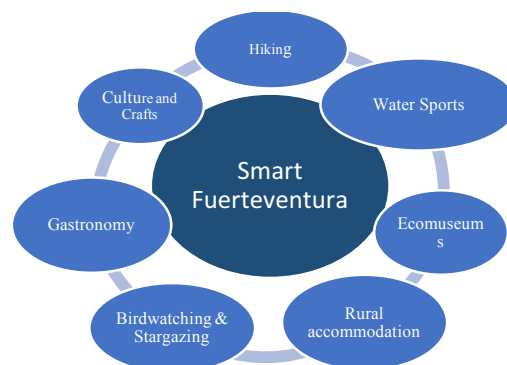 Hiking
Water Sports
Ecomuseum
s
Rural
accommodation
Birdwatching &
Stargazing
Gastronomy
Culture and
Crafts
Smart
Fuerteventura